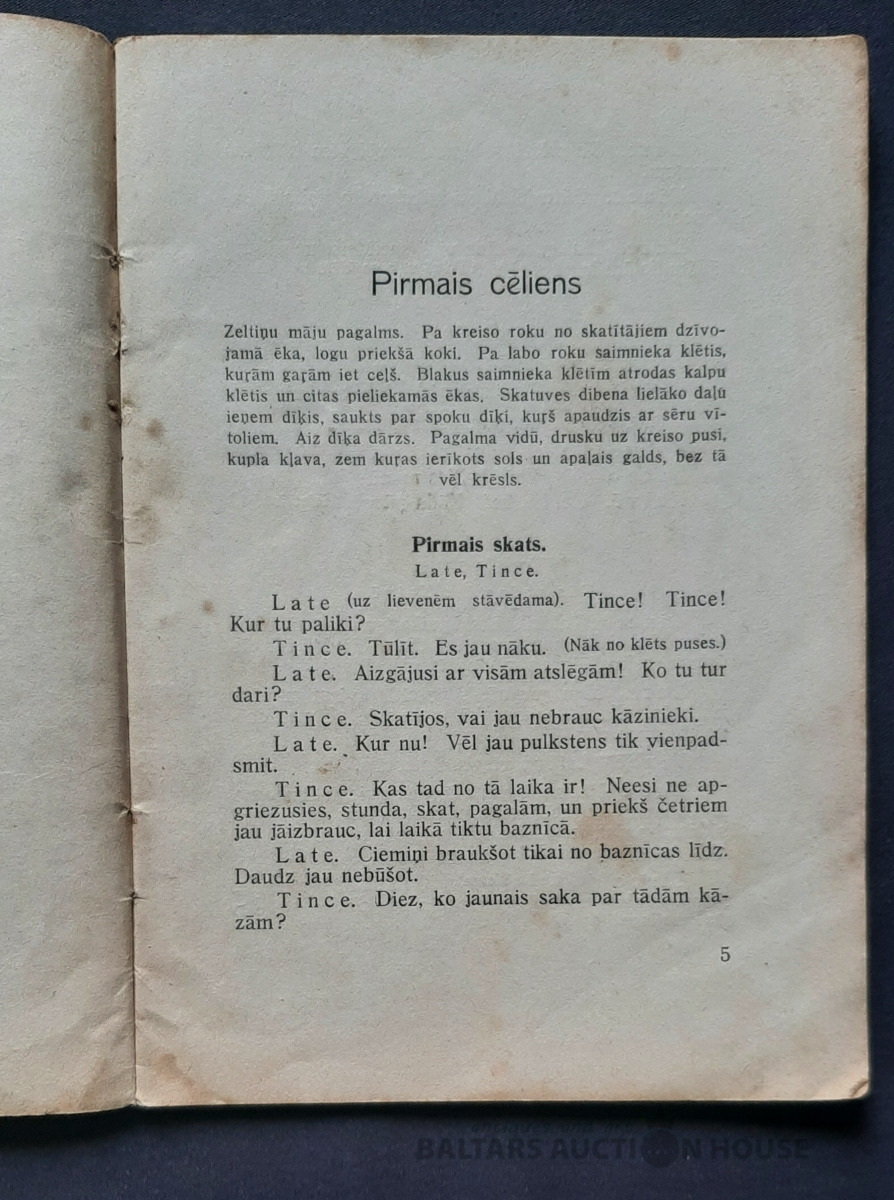 Pirmais cēliens
Zeltiņu māju pagalms. Pa kreiso roku no skatītājiem dzīvo-
jamā ēka, logu priekšā koki. Pa labo roku saimnieka klētis,
kuŗām gaŗām iet ceļš. Blakus saimnieka klētīm atrodas kalpu
klētis un citas pieliekamās ēkas. Skatuves dibena lielāko daļu
ieņem dīķis, saukts par spoku dīķi, kuŗš apaudzis ar sēru vī-
toliem. Aiz dīķa dārzs. Pagalma vidū, drusku uz kreiso pusi,
kupla kļava, zem kuŗas ierīkots sols un apaļais galds, bez tā
vēl krēsls.
Pirmais skats.
Late, Tince.
Late (uz lievenēm stāvēdama). Tince! Tince!
Kur tu paliki?
Tince. Tūlīt. Es jau nāku. (Nāk no klēts puses.)
Late. Aizgājusi ar visām atslēgām! Ko tu tur
dari?
Tince. Skatījos, vai jau nebrauc kāzinieki.
Late. Kur nu! Vēl jau pulkstens tik vienpad-
smit.
Tince. Kas tad no tā laika ir! Neesi ne ap-
griezusies, stunda, skat, pagalām, un priekš četriem
jau jāizbrauc, lai laikā tiktu baznīcā.
Late. Ciemiņi braukšot tikai no baznīcas līdz.
Daudz jau nebūšot.
Tince. Diez, ko jaunais saka par tādām kā-
zām?
5
BALTARS AUCTION HOUSE